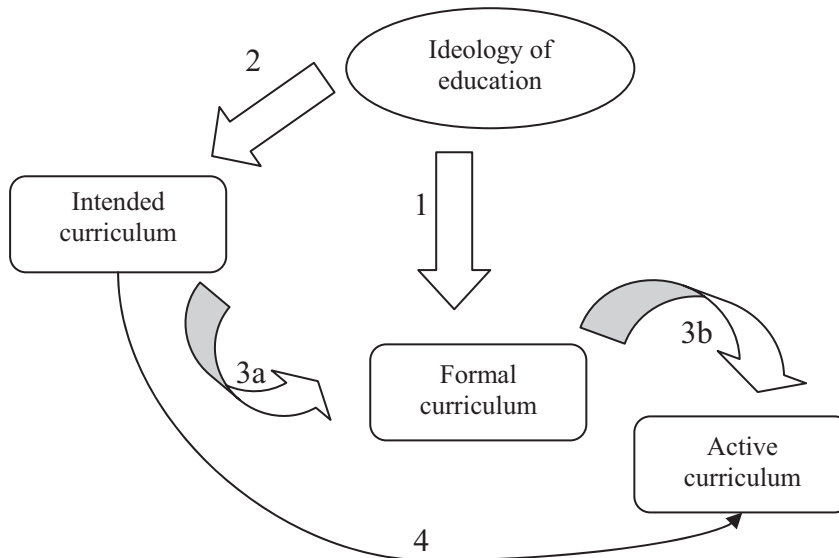 Ideology of
education
2
1
Intended
curriculum
3a
3b
Formal
curriculum
Active
curriculum
4